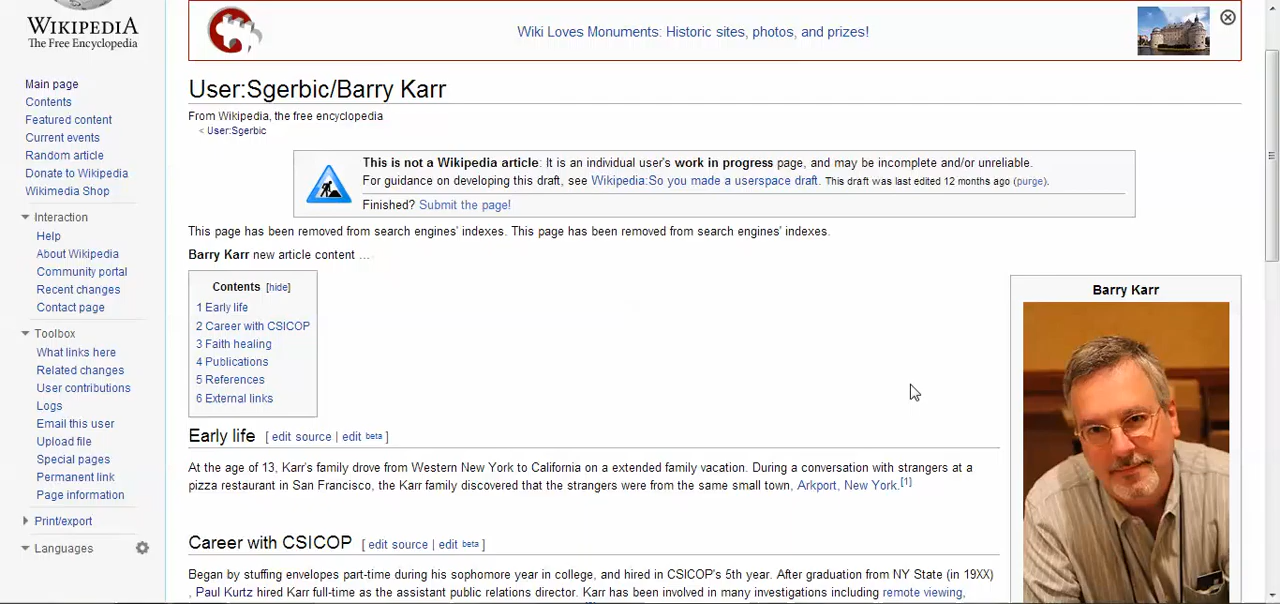 WIKIPEDIA
The Free Encyclopedia
Main page
Contents
Featured content
Current events
Random article
Donate to Wikipedia
Wikimedia Shop
Interaction
Help
About Wikipedia
Community portal
Recent changes
Contact page
Toolbox
What links here
Related changes
User contributions
Logs
Email this user
Upload file
Special pages
Permanent link
Page information
Print/export
Languages
Wiki Loves Monuments: Historic sites, photos, and prizes!
User:Sgerbic/Barry Karr
From Wikipedia, the free encyclopedia
< User:Sgerbic
This is not a Wikipedia article: It is an individual user's work in progress page, and may be incomplete and/or unreliable.
For guidance on developing this draft, see Wikipedia:So you made a userspace draft. This draft was last edited 12 months ago (purge).
Finished? Submit the page!
This page has been removed from search engines' indexes. This page has been removed from search engines' indexes.
Barry Karr new article content ...
Contents [hide]
1 Early life
2 Career with CSICOP
3 Faith healing
4 Publications
5 References
6 External links
Barry Karr
Early life [ edit source | edit beta ]
At the age of 13, Karr's family drove from Western New York to California on a extended family vacation. During a conversation with strangers at a
pizza restaurant in San Francisco, the Karr family discovered that the strangers were from the same small town, Arkport, New York.[1]
Career with CSICOP [ edit source | edit beta ]
Began by stuffing envelopes part-time during his sophomore year in college, and hired in CSICOP's 5th year. After graduation from NY State (in 19XX)
, Paul Kurtz hired Karr full-time as the assistant public relations director. Karr has been involved in many investigations including remote viewing,